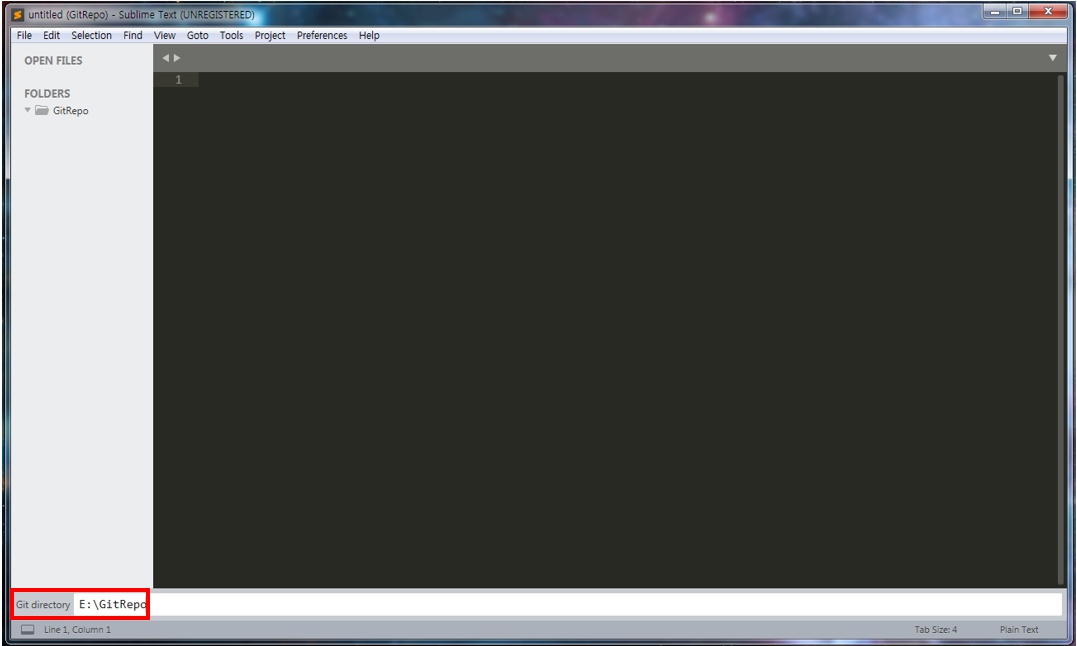 untitled (GitRepo) - Sublime Text (UNREGISTERED)
File Edit Selection Find View Goto Tools Project Preferences Help
OPEN FILES
FOLDERS
GitRepo
1
Git directory E:\GitRepo
Line 1, Column 1 Tab Size: 4 Plain Text